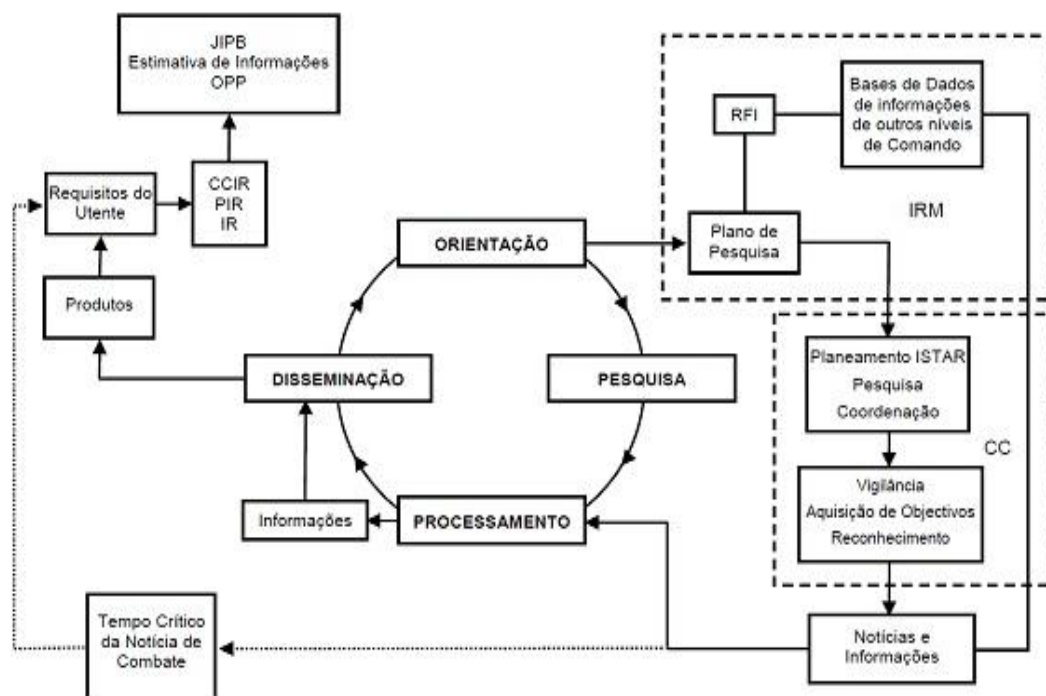 JIPB
Estimativa de Informações
OPP
Bases de Dados
de informações
de outros níveis
de Comando
RFI
IRM
Requisitos do
Utente
CCIR
PIR
IR
ORIENTAÇÃO
Plano de
Pesquisa
Produtos
DISSEMINAÇÃO
PESQUISA
Planeamento ISTAR
Pesquisa
Coordenação
CC
Vigilância
Aquisição de Objectivos
Reconhecimento
Informações
PROCESSAMENTO
Tempo Crítico
da Notícia de
Combate
Notícias e
Informações